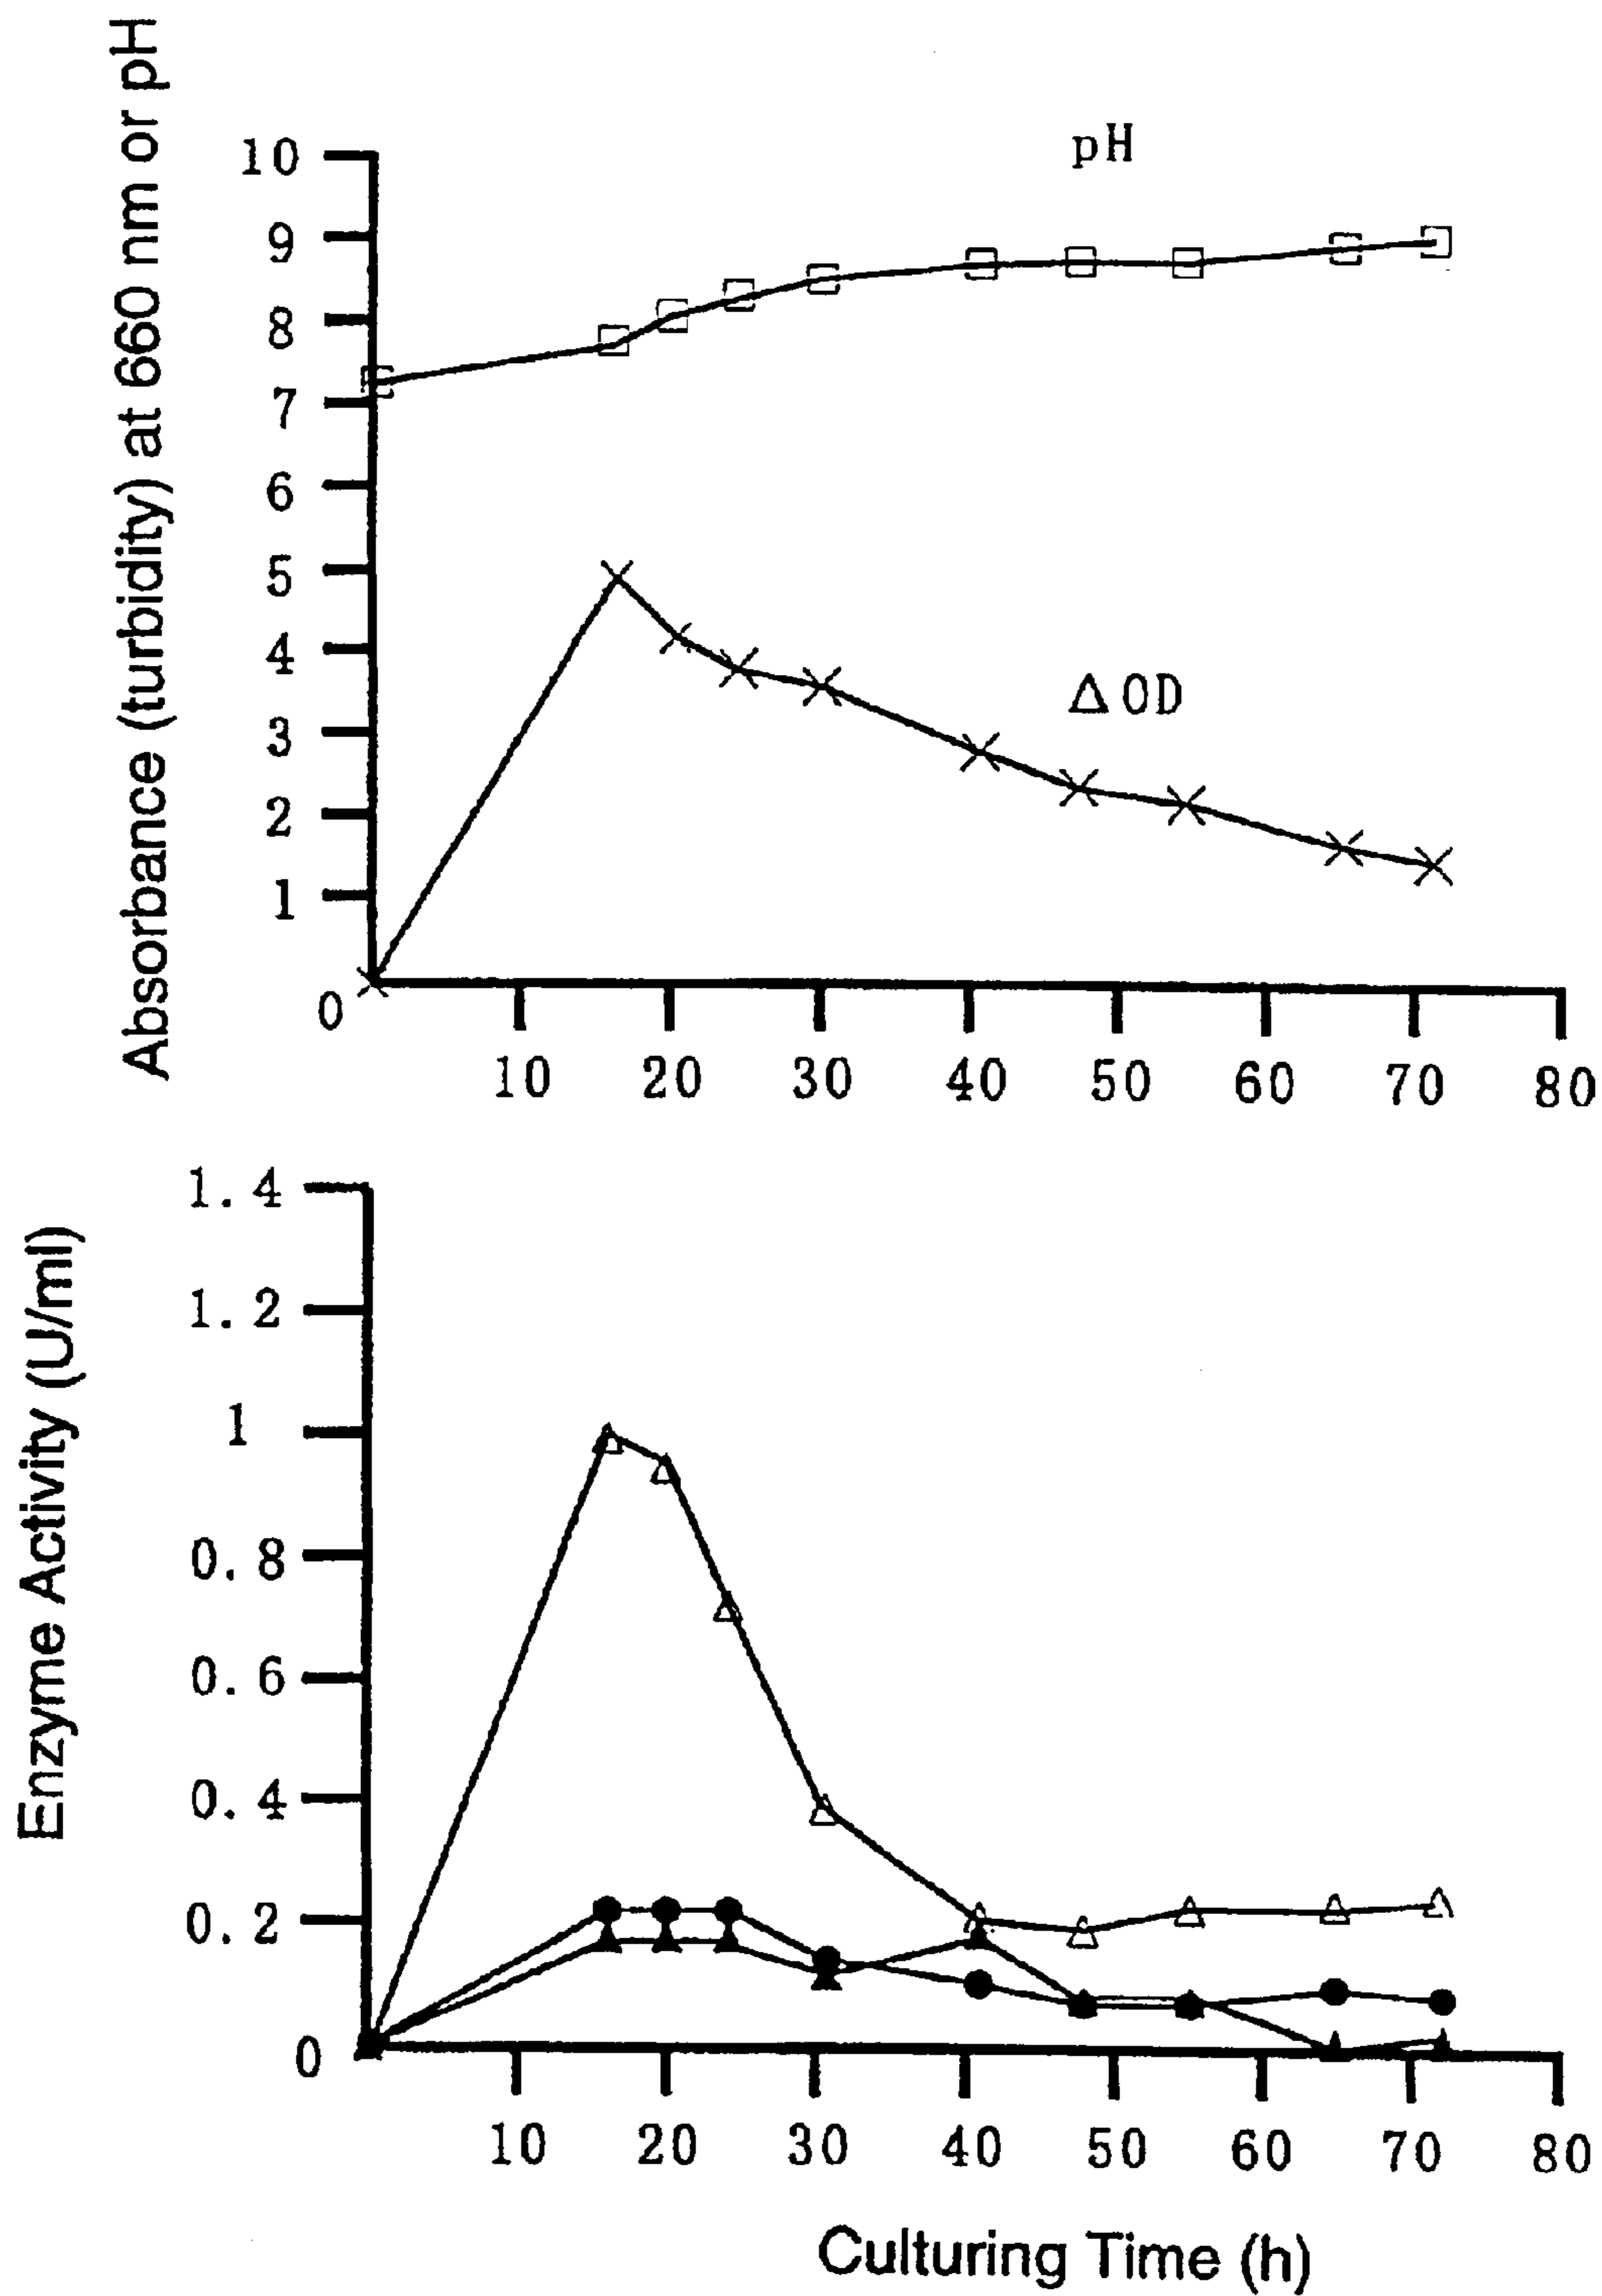 Absorbance (turbidity) at 660 nm or pH
10
9
8
7
6
5
4
3
2
1
0
pH
Δ OD
10 20 30 40 50 60 70 80
Enzyme Activity (U/ml)
1.4
1.2
1
0.8
0.6
0.4
0.2
0
10 20 30 40 50 60 70 80
Culturing Time (h)